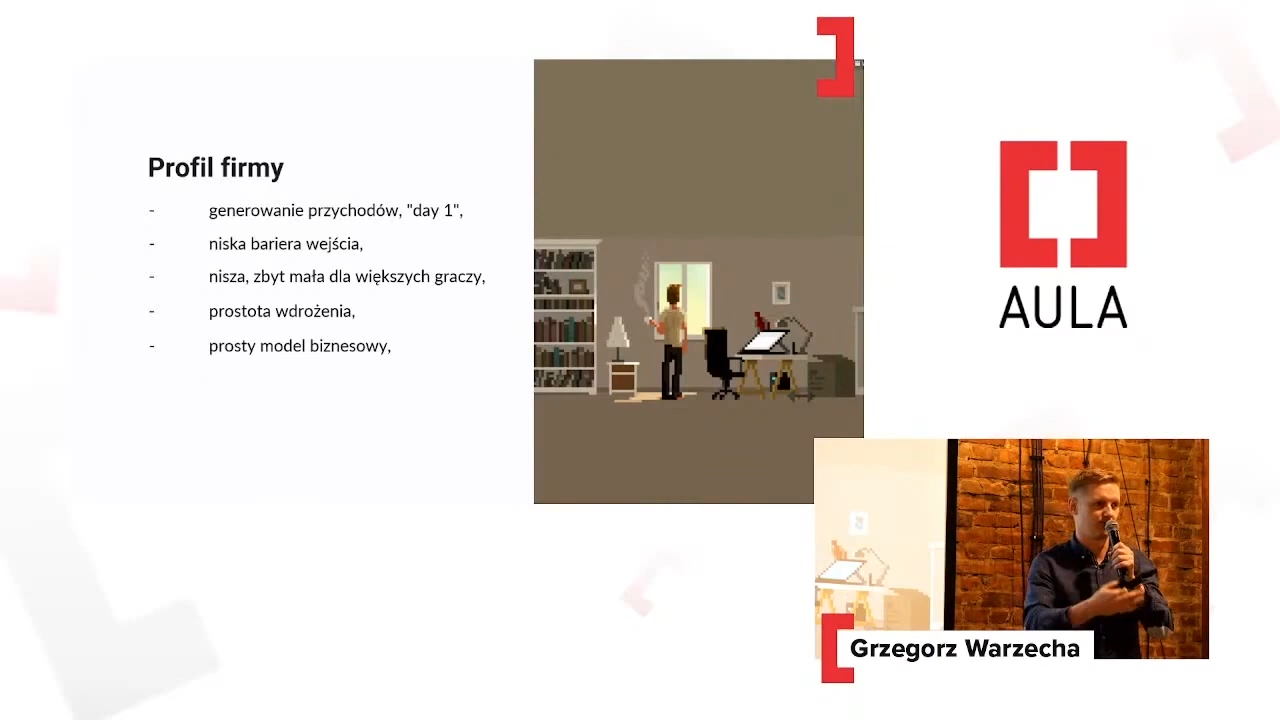 Profil firmy
- generowanie przychodów, "day 1",
- niska bariera wejścia,
- nisza, zbyt mała dla większych graczy,
- prostota wdrożenia,
- prosty model biznesowy,
AULA
Grzegorz Warzecha